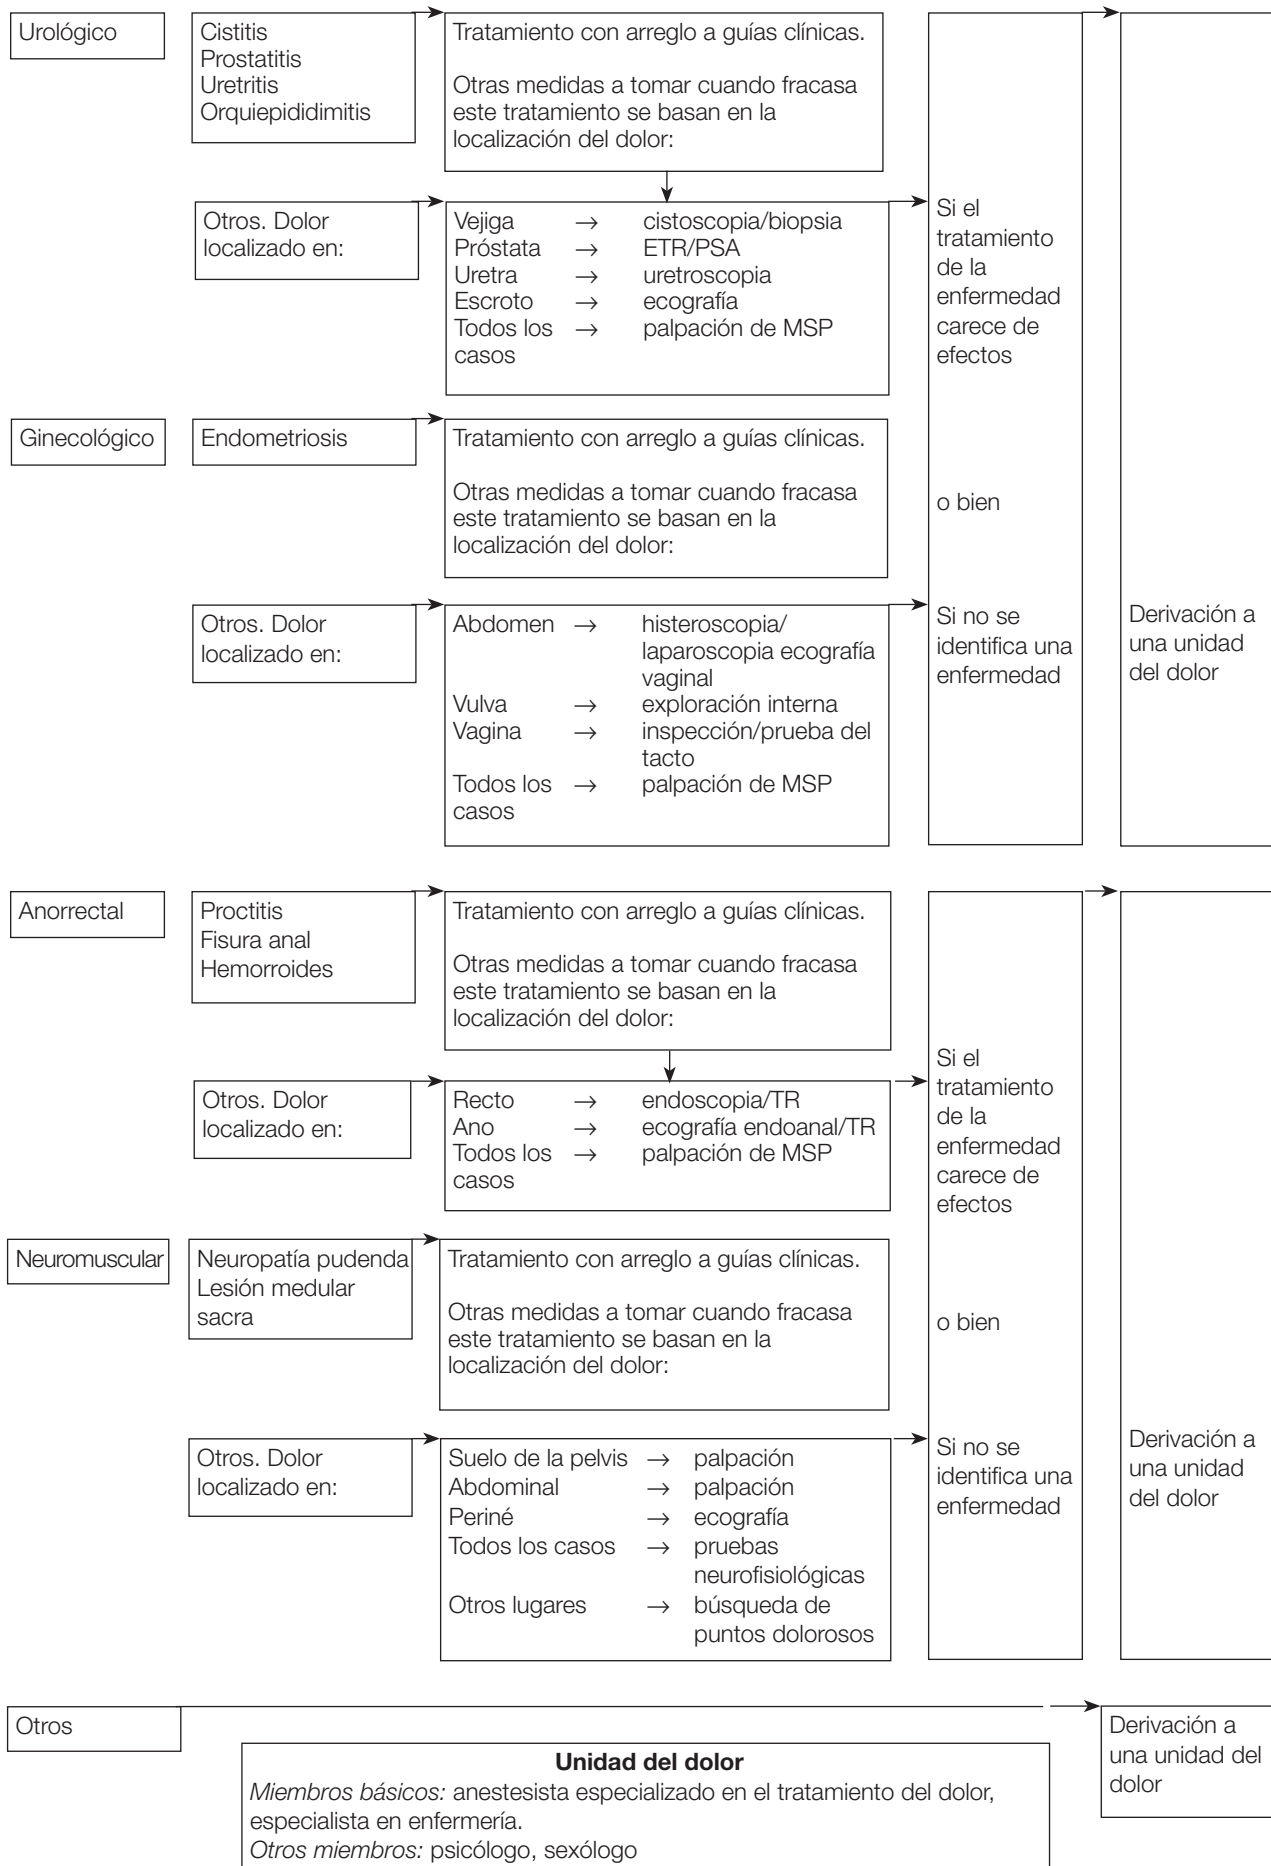 Urológico
Cistitis
Prostatitis
Uretritis
Orquiepididimitis
Tratamiento con arreglo a guías clínicas.
Otras medidas a tomar cuando fracasa
este tratamiento se basan en la
localización del dolor:
Otros. Dolor
localizado en:
Vejiga → cistoscopia/biopsia
Próstata → ETR/PSA
Uretra → uretroscopia
Escroto → ecografía
Todos los → palpación de MSP
casos
Si el
tratamiento
de la
enfermedad
carece de
efectos
Ginecológico
Endometriosis
Tratamiento con arreglo a guías clínicas.
Otras medidas a tomar cuando fracasa
este tratamiento se basan en la
localización del dolor:
o bien
Otros. Dolor
localizado en:
Abdomen → histeroscopia/
laparoscopia ecografía
vaginal
Vulva → exploración interna
Vagina → inspección/prueba del
tacto
Todos los → palpación de MSP
casos
Si no se
identifica una
enfermedad
Derivación a
una unidad
del dolor
Anorrectal
Proctitis
Fisura anal
Hemorroides
Tratamiento con arreglo a guías clínicas.
Otras medidas a tomar cuando fracasa
este tratamiento se basan en la
localización del dolor:
Otros. Dolor
localizado en:
Recto → endoscopia/TR
Ano → ecografía endoanal/TR
Todos los → palpación de MSP
casos
Si el
tratamiento
de la
enfermedad
carece de
efectos
Neuromuscular
Neuropatía pudenda
Lesión medular
sacra
Tratamiento con arreglo a guías clínicas.
Otras medidas a tomar cuando fracasa
este tratamiento se basan en la
localización del dolor:
o bien
Otros. Dolor
localizado en:
Suelo de la pelvis → palpación
Abdominal → palpación
Periné → ecografía
Todos los casos → pruebas
neurofisiológicas
Otros lugares → búsqueda de
puntos dolorosos
Si no se
identifica una
enfermedad
Derivación a
una unidad
del dolor
Otros
Derivación a
una unidad del
dolor
Unidad del dolor
Miembros básicos: anestesista especializado en el tratamiento del dolor,
especialista en enfermería.
Otros miembros: psicólogo, sexólogo